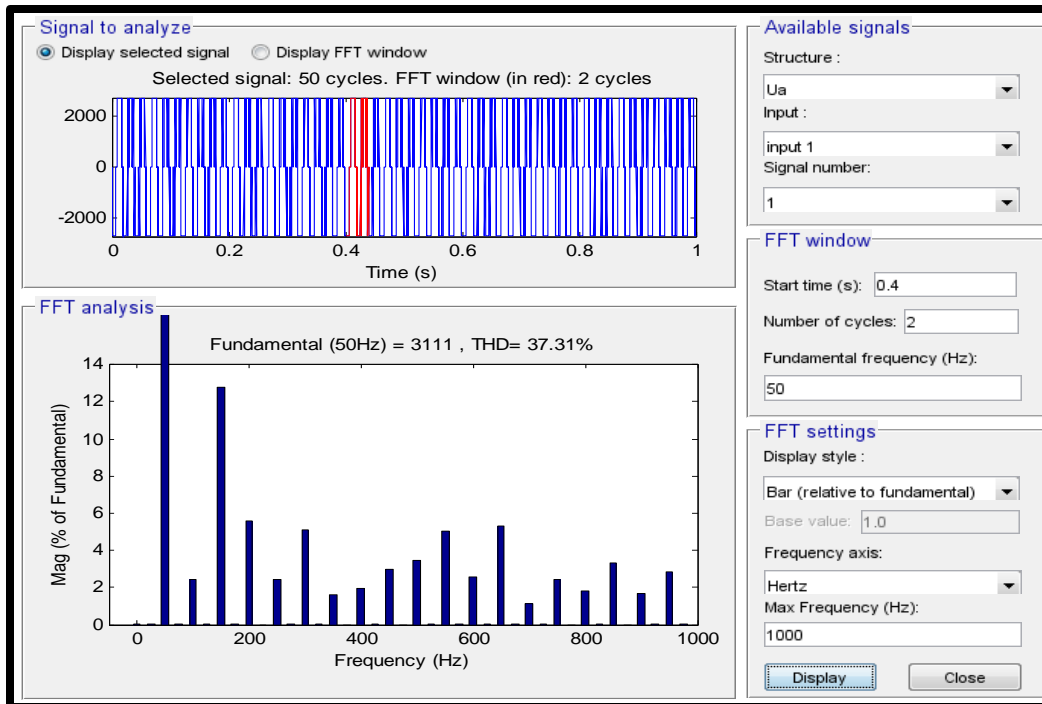 Signal to analyze
Display selected signal
Display FFT window
Selected signal: 50 cycles. FFT window (in red): 2 cycles
2000
0
-2000
0
0.2
0.4
0.6
0.8
1
Time (s)
FFT analysis
Fundamental (50Hz) = 3111 , THD= 37.31%
14
12
10
8
6
4
2
0
Mag (% of Fundamental)
0
200
400
600
800
1000
Frequency (Hz)
Available signals
Structure :
Ua
Input :
input 1
Signal number:
1
FFT window
Start time (s): 0.4
Number of cycles: 2
Fundamental frequency (Hz):
50
FFT settings
Display style :
Bar (relative to fundamental)
Base value: 1.0
Frequency axis:
Hertz
Max Frequency (Hz):
1000
Display
Close